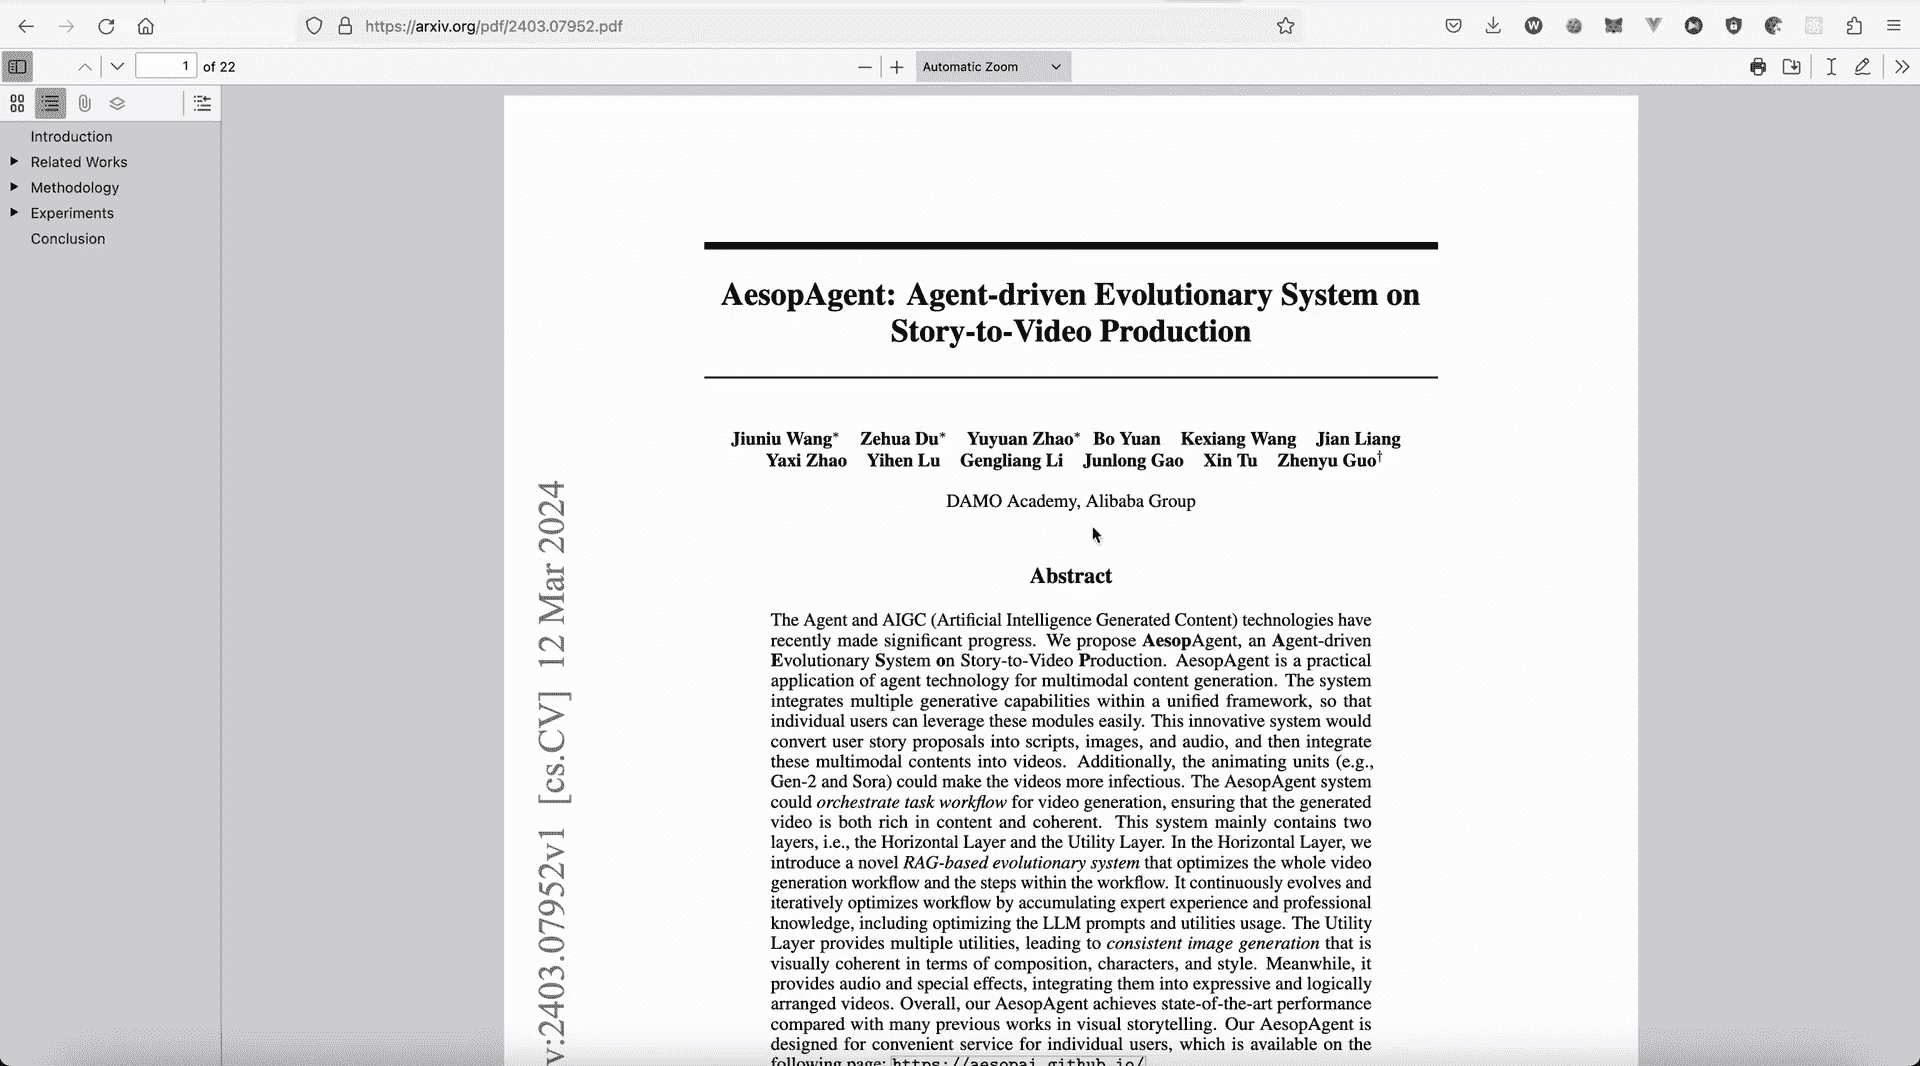 https://arxiv.org/pdf/2403.07952.pdf
W
1 of 22
Automatic Zoom
Introduction
Related Works
Methodology
Experiments
Conclusion
AesopAgent: Agent-driven Evolutionary System on
Story-to-Video Production
Jiuniu Wang* Zehua Du* Yuyuan Zhao* Bo Yuan Kexiang Wang Jian Liang
Yaxi Zhao Yihen Lu Gengliang Li Junlong Gao Xin Tu Zhenyu Guo†
DAMO Academy, Alibaba Group
Abstract
The Agent and AIGC (Artificial Intelligence Generated Content) technologies have
recently made significant progress. We propose AesopAgent, an Agent-driven
Evolutionary System on Story-to-Video Production. AesopAgent is a practical
application of agent technology for multimodal content generation. The system
integrates multiple generative capabilities within a unified framework, so that
individual users can leverage these modules easily. This innovative system would
convert user story proposals into scripts, images, and audio, and then integrate
these multimodal contents into videos. Additionally, the animating units (e.g.,
Gen-2 and Sora) could make the videos more infectious. The AesopAgent system
could orchestrate task workflow for video generation, ensuring that the generated
video is both rich in content and coherent. This system mainly contains two
layers, i.e., the Horizontal Layer and the Utility Layer. In the Horizontal Layer, we
introduce a novel RAG-based evolutionary system that optimizes the whole video
generation workflow and the steps within the workflow. It continuously evolves and
iteratively optimizes workflow by accumulating expert experience and professional
knowledge, including optimizing the LLM prompts and utilities usage. The Utility
Layer provides multiple utilities, leading to consistent image generation that is
visually coherent in terms of composition, characters, and style. Meanwhile, it
provides audio and special effects, integrating them into expressive and logically
arranged videos. Overall, our AesopAgent achieves state-of-the-art performance
compared with many previous works in visual storytelling. Our AesopAgent is
designed for convenient service for individual users, which is available on the
following page: https://aesopai.github.io/
v:2403.07952v1 [cs.CV] 12 Mar 2024